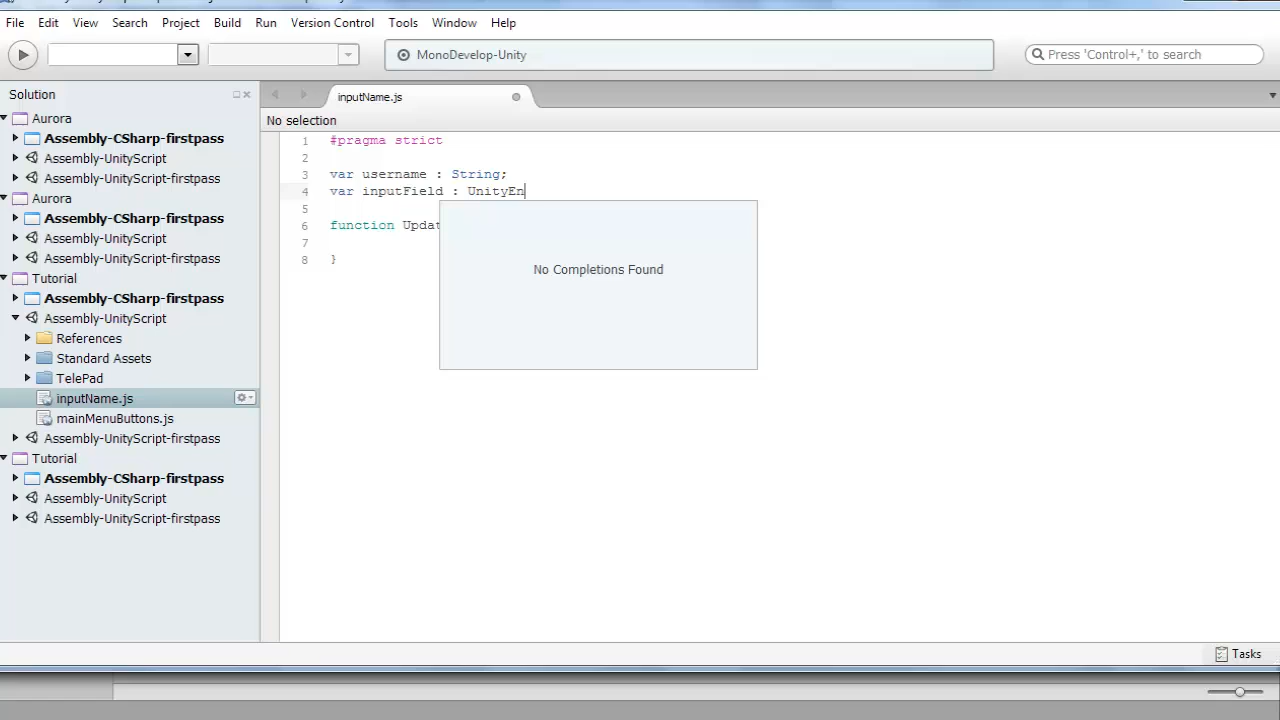 File Edit View Search Project Build Run Version Control Tools Window Help
MonoDevelop-Unity
Press 'Control+,' to search
Solution
inputName.js
No selection
Aurora
Assembly-CSharp-firstpass
Assembly-UnityScript
Assembly-UnityScript-firstpass
Aurora
Assembly-CSharp-firstpass
Assembly-UnityScript
Assembly-UnityScript-firstpass
Tutorial
Assembly-CSharp-firstpass
Assembly-UnityScript
References
Standard Assets
TelePad
inputName.js
mainMenuButtons.js
Assembly-UnityScript-firstpass
Tutorial
Assembly-CSharp-firstpass
Assembly-UnityScript
Assembly-UnityScript-firstpass
1 #pragma strict
2
3 var username : String;
4 var inputField : UnityEn
5
6 function Updat
7
8 }
No Completions Found
Tasks